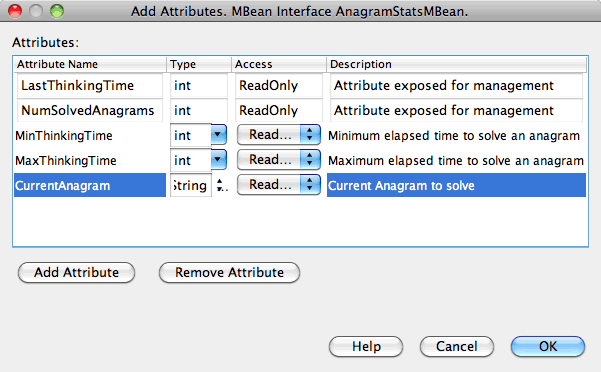 Add Attributes. MBean Interface AnagramStatsMBean.
Attributes:
Attribute Name Type Access Description
LastThinkingTime int ReadOnly Attribute exposed for management
NumSolvedAnagrams int ReadOnly Attribute exposed for management
MinThinkingTime int Read... Minimum elapsed time to solve an anagram
MaxThinkingTime int Read... Maximum elapsed time to solve an anagram
CurrentAnagram String Read... Current Anagram to solve
Add Attribute Remove Attribute
Help Cancel OK